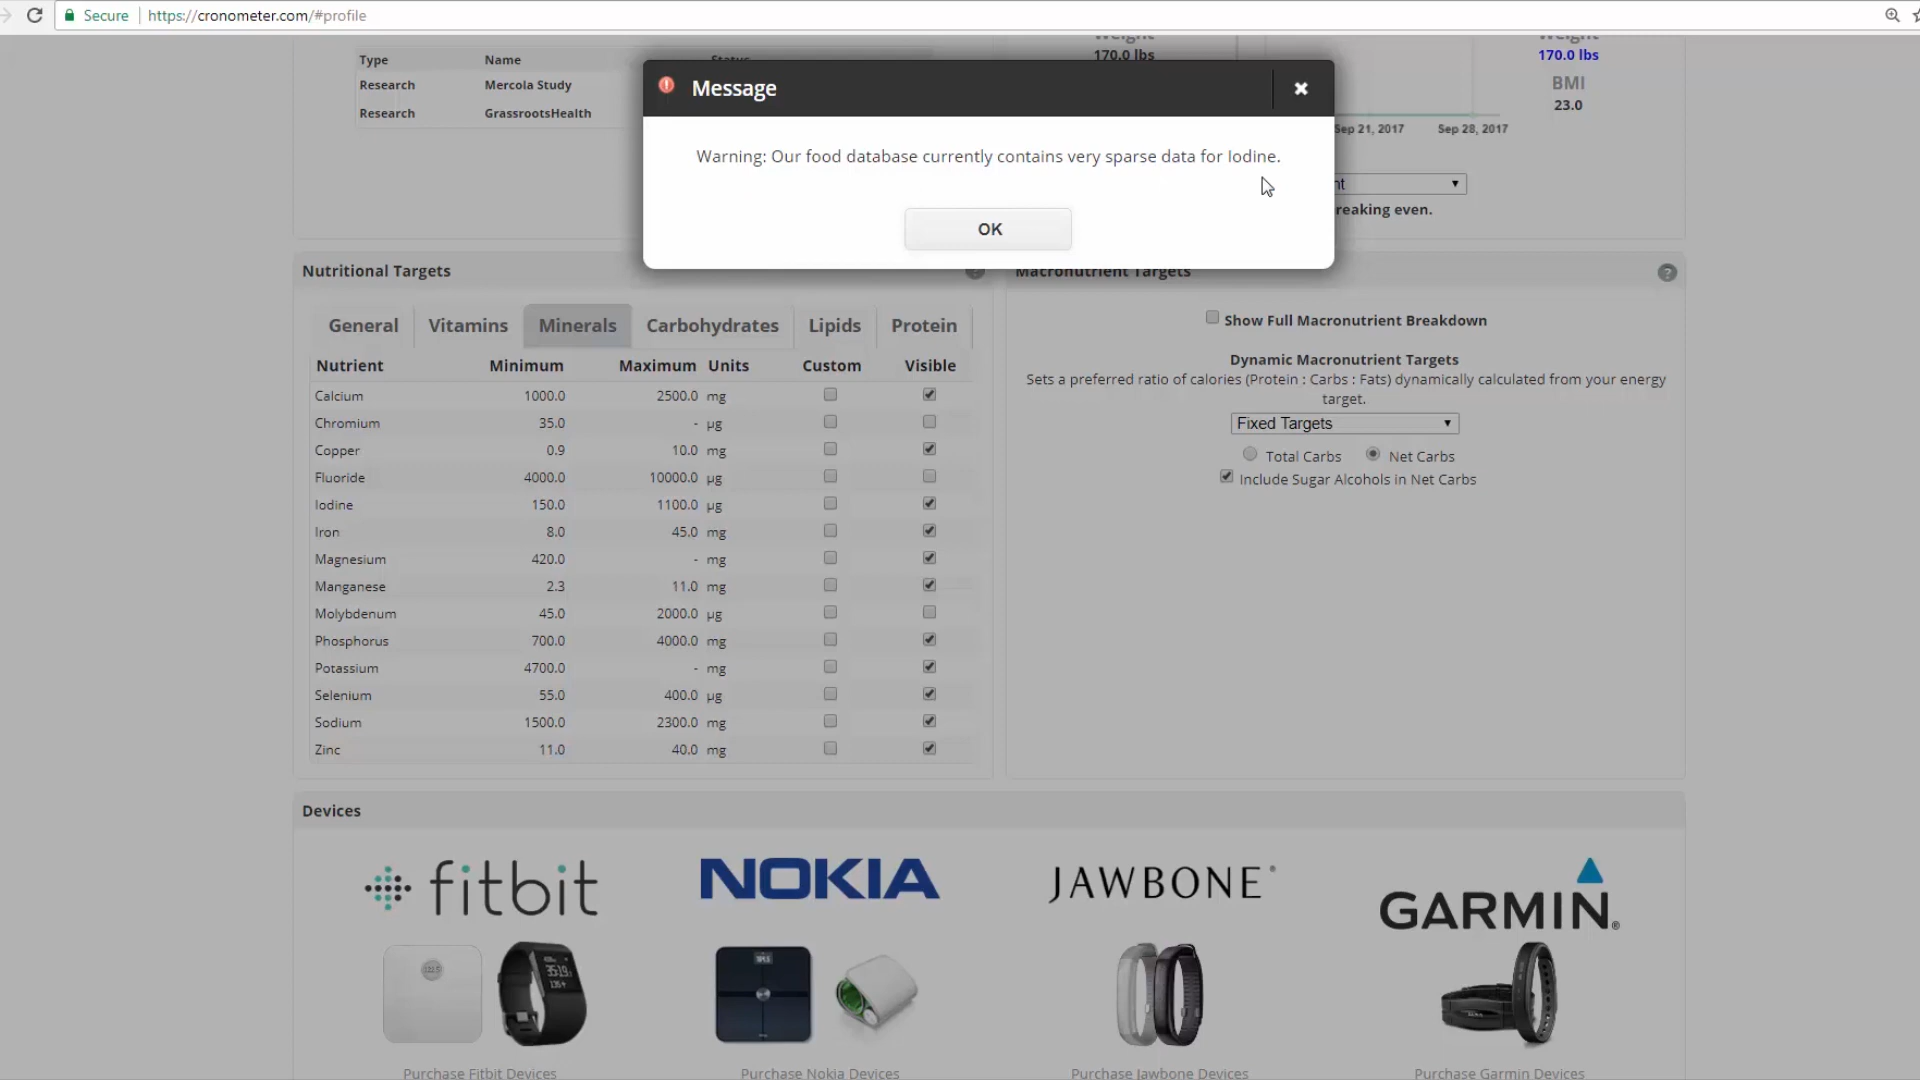 Secure https://cronometer.com/#profile
Type Name Status
Research Mercola Study
Research GrassrootsHealth
Weight
170.0 lbs
Weight
170.0 lbs
BMI
23.0
Sep 21, 2017 Sep 28, 2017
reaking even.
Message
Warning: Our food database currently contains very sparse data for Iodine.
OK
Nutritional Targets
General Vitamins Minerals Carbohydrates Lipids Protein
Nutrient Minimum Maximum Units Custom Visible
Calcium 1000.0 2500.0 mg
Chromium 35.0 - µg
Copper 0.9 10.0 mg
Fluoride 4000.0 10000.0 µg
Iodine 150.0 1100.0 µg
Iron 8.0 45.0 mg
Magnesium 420.0 - mg
Manganese 2.3 11.0 mg
Molybdenum 45.0 2000.0 µg
Phosphorus 700.0 4000.0 mg
Potassium 4700.0 - mg
Selenium 55.0 400.0 µg
Sodium 1500.0 2300.0 mg
Zinc 11.0 40.0 mg
Macronutrient Targets
Show Full Macronutrient Breakdown
Dynamic Macronutrient Targets
Sets a preferred ratio of calories (Protein : Carbs : Fats) dynamically calculated from your energy
target.
Fixed Targets
Total Carbs Net Carbs
Include Sugar Alcohols in Net Carbs
Devices
fitbit
NOKIA
JAWBONE
GARMIN
Purchase Fitbit Devices
Purchase Nokia Devices
Purchase Jawbone Devices
Purchase Garmin Devices